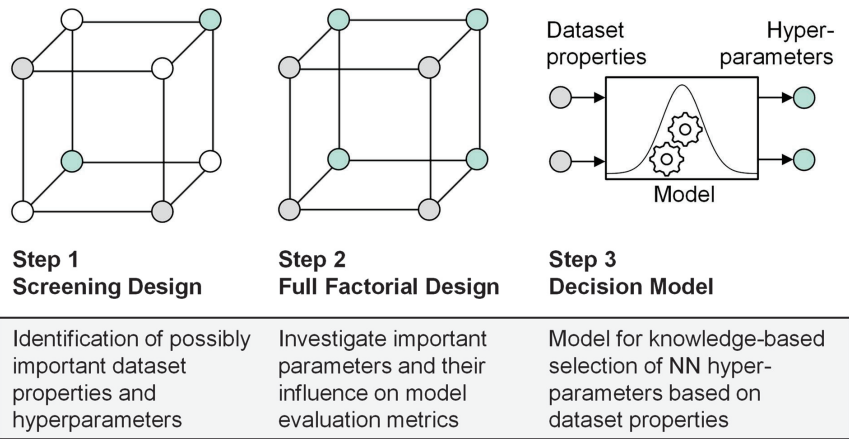 Dataset
properties
Hyper-
parameters
Model
Step 1
Screening Design
Step 2
Full Factorial Design
Step 3
Decision Model
Identification of possibly
important dataset
properties and
hyperparameters
Investigate important
parameters and their
influence on model
evaluation metrics
Model for knowledge-based
selection of NN hyper-
parameters based on
dataset properties